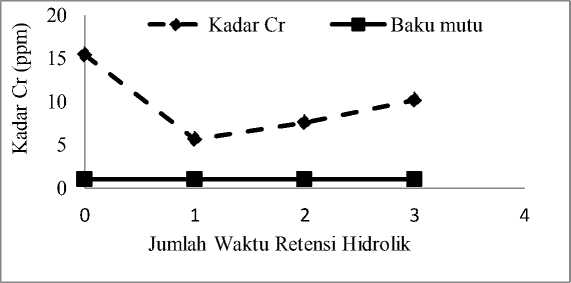 20
Kadar Cr
Baku mutu
15
10
5
0
Kadar Cr (ppm)
0 1 2 3 4
Jumlah Waktu Retensi Hidrolik